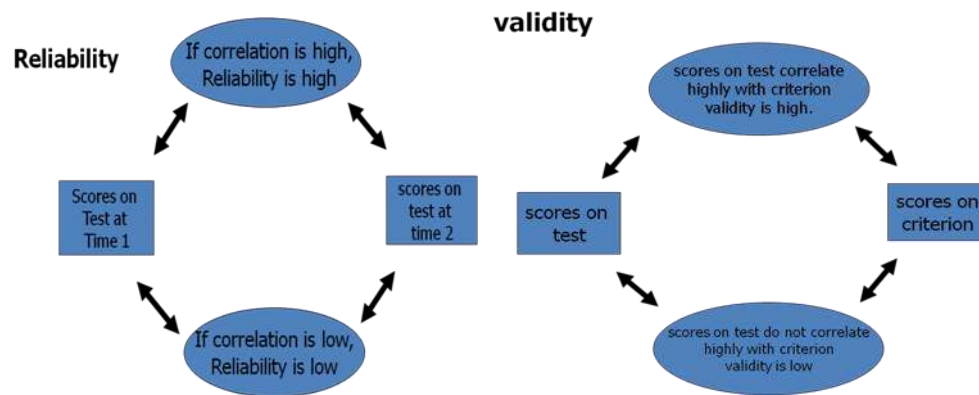 Reliability
If correlation is high,
Reliability is high
Scores on
Test at
Time 1
scores on
test at
time 2
If correlation is low,
Reliability is low
validity
scores on test correlate
highly with criterion
validity is high.
scores on
test
scores on
criterion
scores on test do not correlate
highly with criterion
validity is low